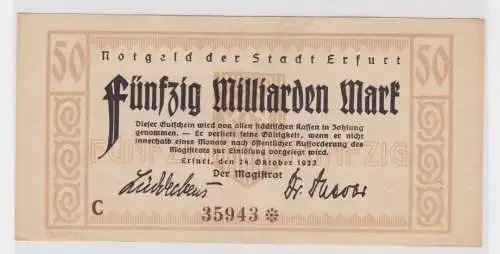 50 50
Notgeld der Stadt Erfurt
Fünfzig Milliarden Mark
Dieser Gutschein wird von allen städtischen Kassen in Zahlung
genommen. — Er verliert seine Gültigkeit, wenn er nicht
innerhalb eines Monats nach öffentlicher Aufforderung des
Magistrats zur Einlösung vorgelegt wird.
Erfurt, den 24. Oktober 1923
Der Magistrat
C 35943 ❊